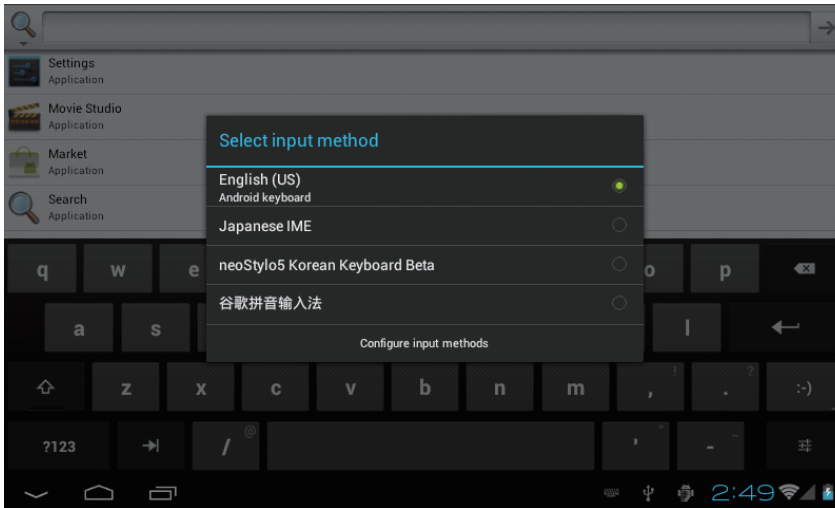 Settings
Application
Movie Studio
Application
Market
Application
Search
Application
Select input method
English (US)
Android keyboard
Japanese IME
neoStylo5 Korean Keyboard Beta
谷歌拼音输入法
Configure input methods
q w e o p
a s l
z x c v b n m , ! . ? :-)
?123 / @ ' " - _
2:49